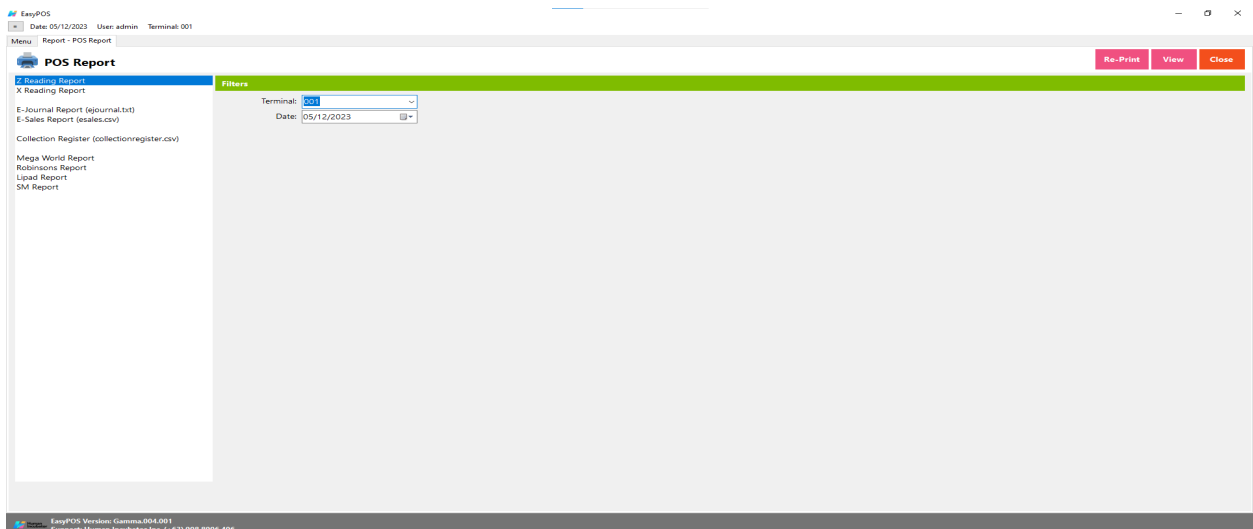 EasyPOS
Date: 05/12/2023 User: admin Terminal: 001
Menu Report - POS Report
POS Report
Re-Print View Close
Z Reading Report
X Reading Report
E-Journal Report (ejournal.txt)
E-Sales Report (esales.csv)
Collection Register (collectionregister.csv)
Mega World Report
Robinsons Report
Lipad Report
SM Report
Filters
Terminal: 001
Date: 05/12/2023
EasyPOS Version: Gamma.004.001